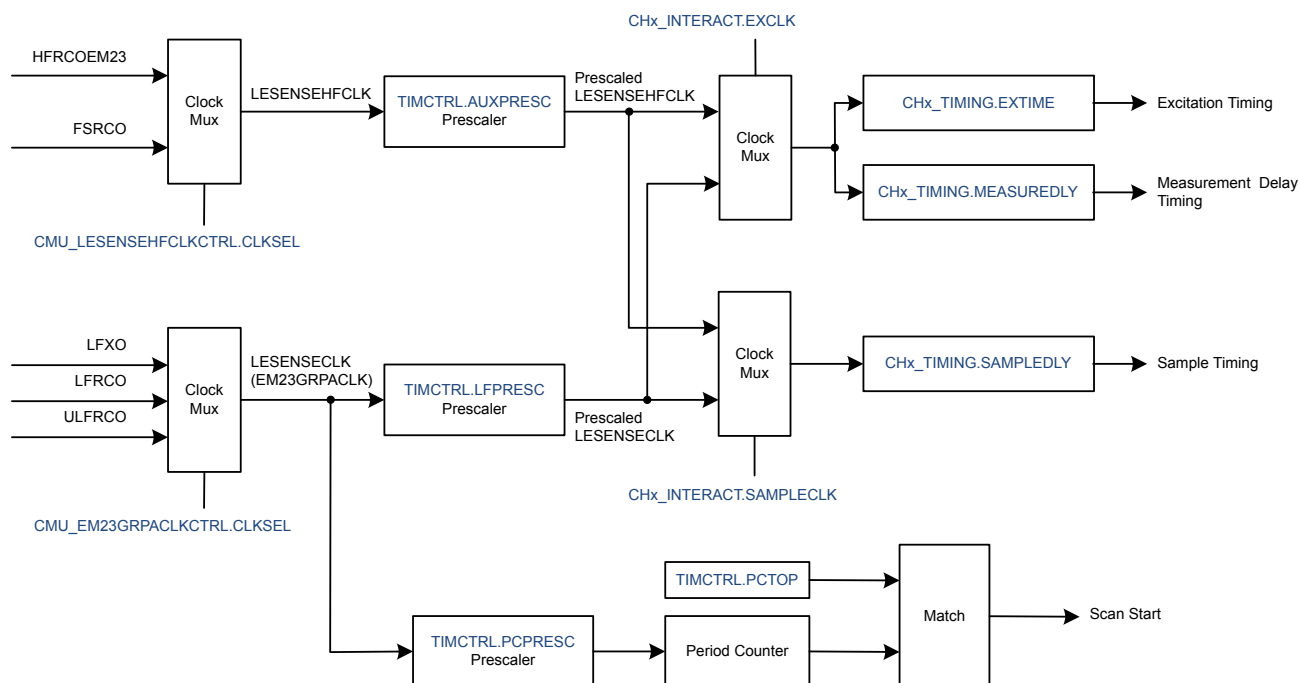 CHx_INTERACT.EXCLK
HFRCOEM23
FSRCO
Clock
Mux
LESENSEHFCLK
TIMCTRL.AUXPRESC
Prescaler
Prescaled
LESENSEHFCLK
Clock
Mux
CHx_TIMING.EXTIME
Excitation Timing
CHx_TIMING.MEASUREDLY
Measurement Delay
Timing
CMU_LESENSEHFCLKCTRL.CLKSEL
LFXO
LFRCO
ULFRCO
Clock
Mux
LESENSECLK
(EM23GRPACLK)
TIMCTRL.LFPRESC
Prescaler
Prescaled
LESENSECLK
Clock
Mux
CHx_TIMING.SAMPLEDLY
Sample Timing
CHx_INTERACT.SAMPLECLK
CMU_EM23GRPACLKCTRL.CLKSEL
TIMCTRL.PCTOP
TIMCTRL.PCPRESC
Prescaler
Period Counter
Match
Scan Start